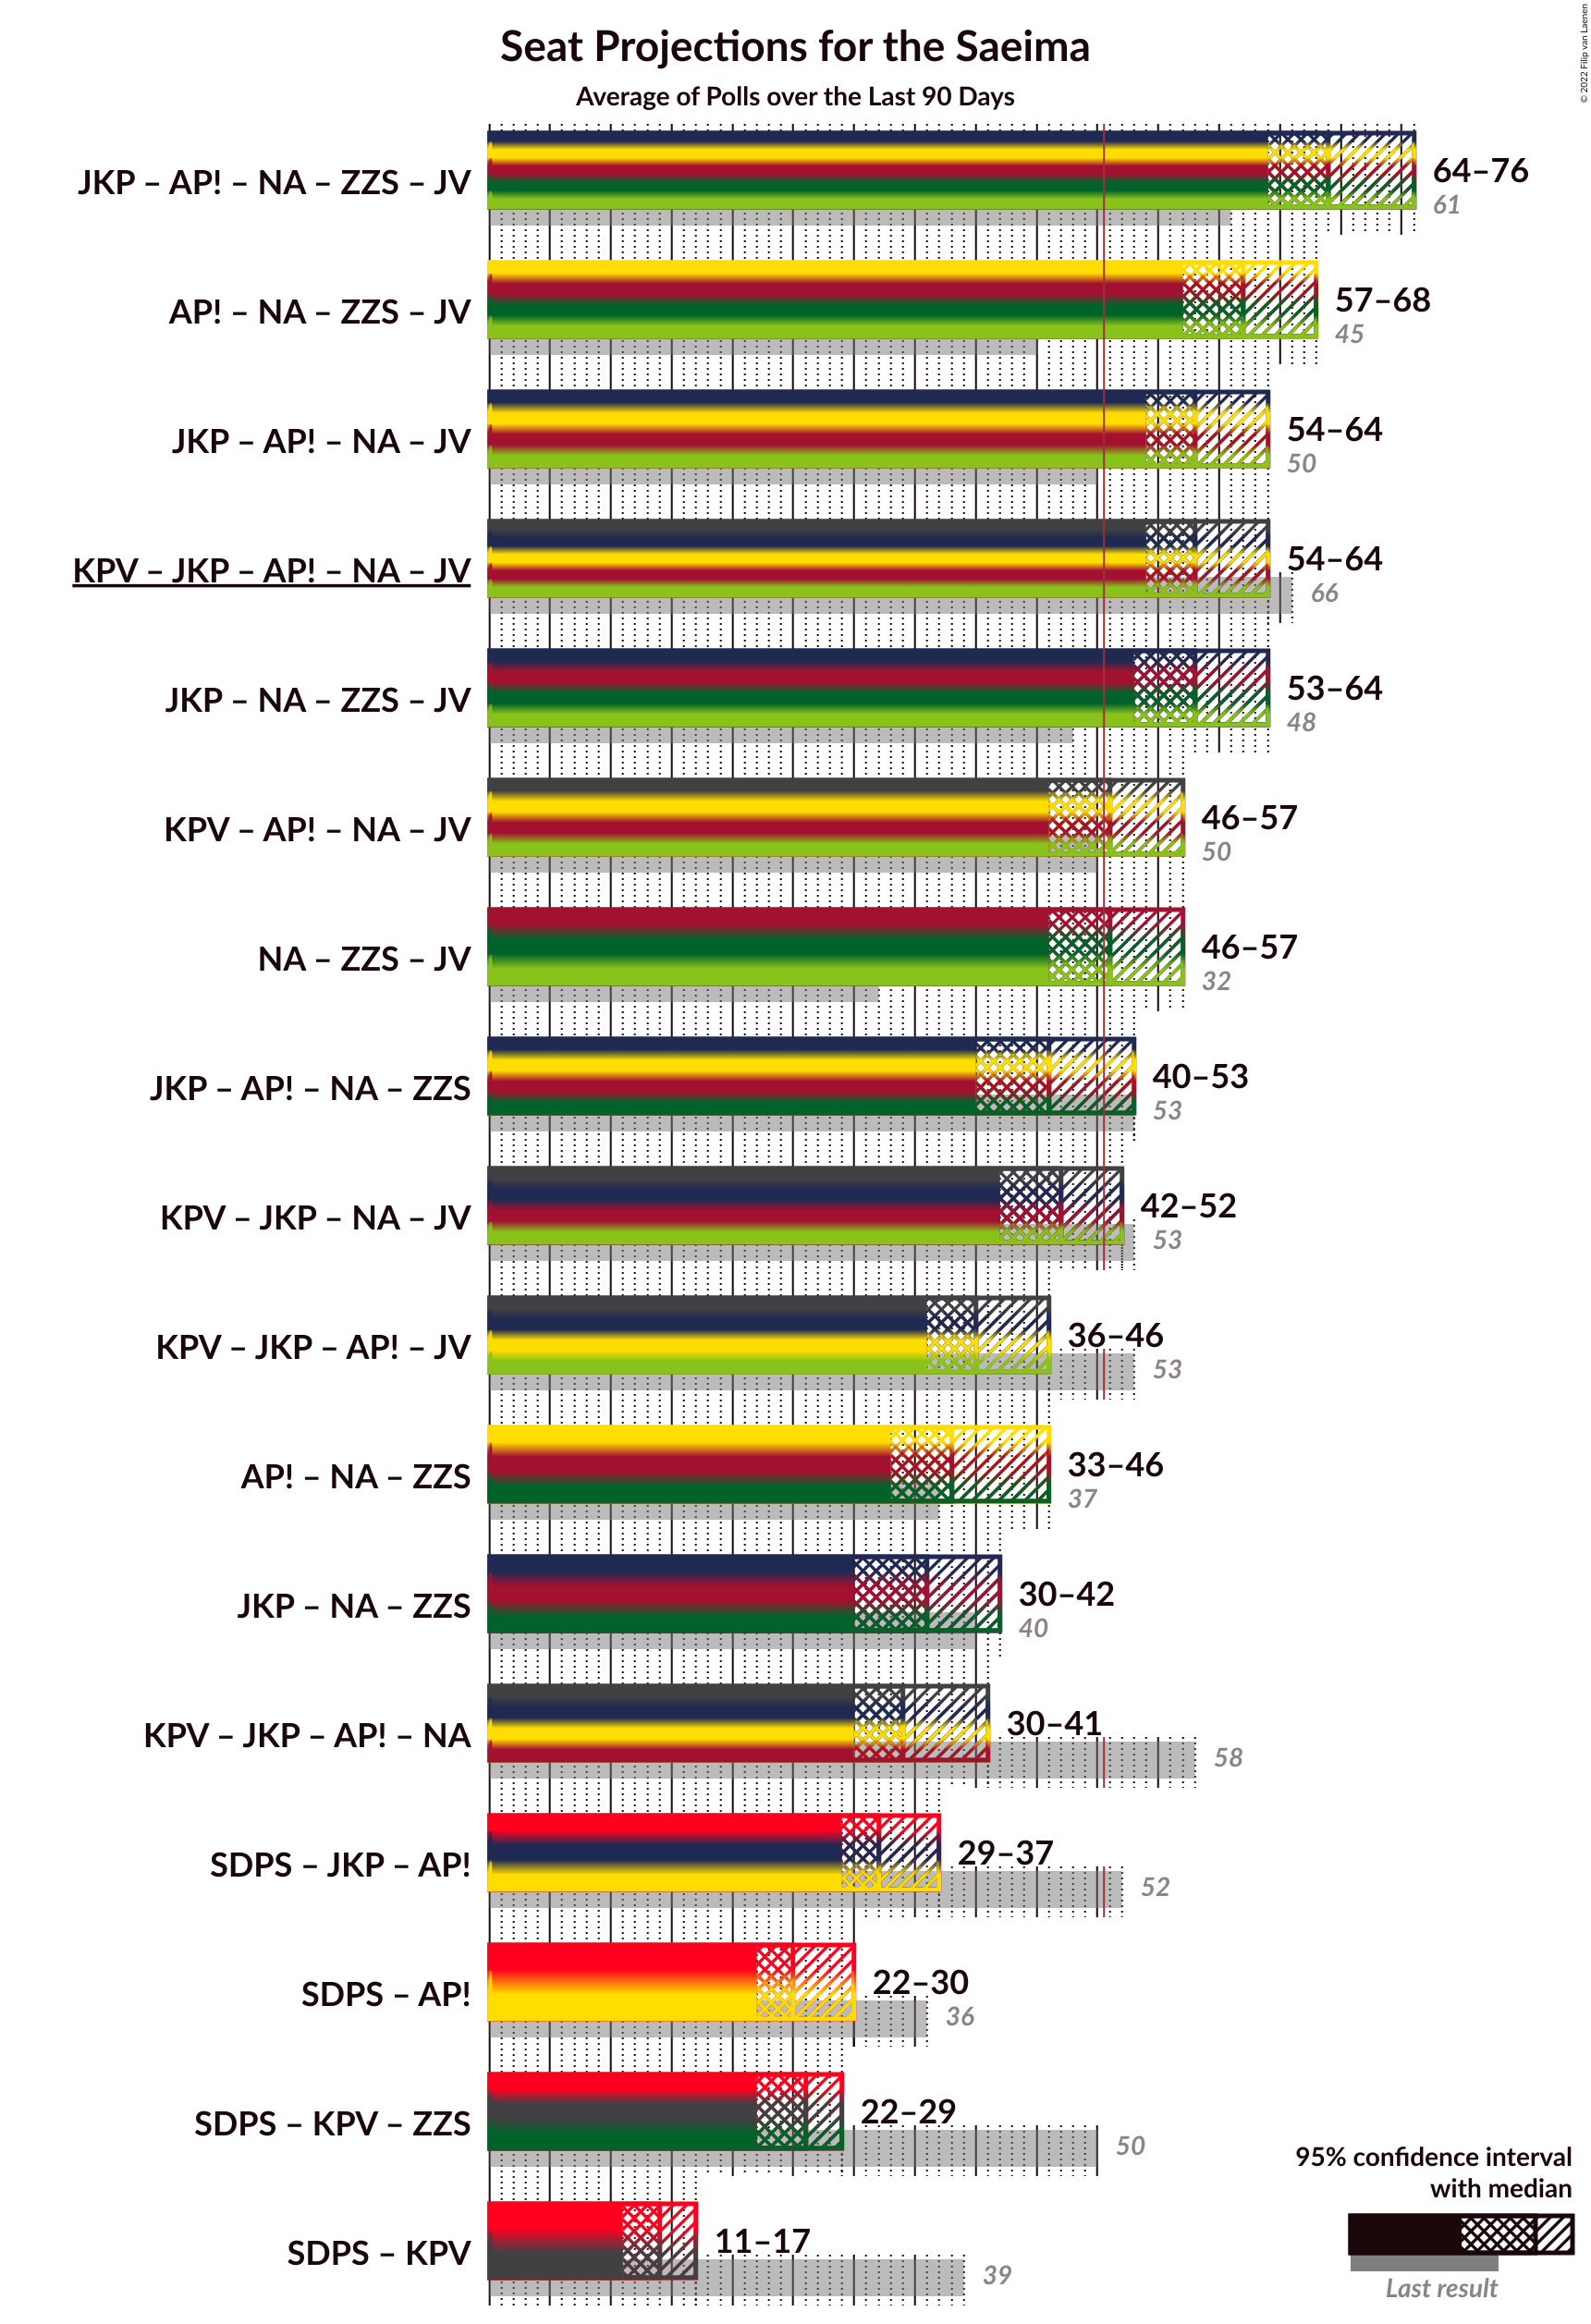 Seat Projections for the Saeima
Average of Polls over the Last 90 Days
© 2022 Filip van Laenen
JKP – AP! – NA – ZZS – JV
64–76
61
AP! – NA – ZZS – JV
57–68
45
JKP – AP! – NA – JV
54–64
50
KPV – JKP – AP! – NA – JV
54–64
66
JKP – NA – ZZS – JV
53–64
48
KPV – AP! – NA – JV
46–57
50
NA – ZZS – JV
46–57
32
JKP – AP! – NA – ZZS
40–53
53
KPV – JKP – NA – JV
42–52
53
KPV – JKP – AP! – JV
36–46
53
AP! – NA – ZZS
33–46
37
JKP – NA – ZZS
30–42
40
KPV – JKP – AP! – NA
30–41
58
SDPS – JKP – AP!
29–37
52
SDPS – AP!
22–30
36
SDPS – KPV – ZZS
22–29
50
SDPS – KPV
11–17
39
95% confidence interval
with median
Last result